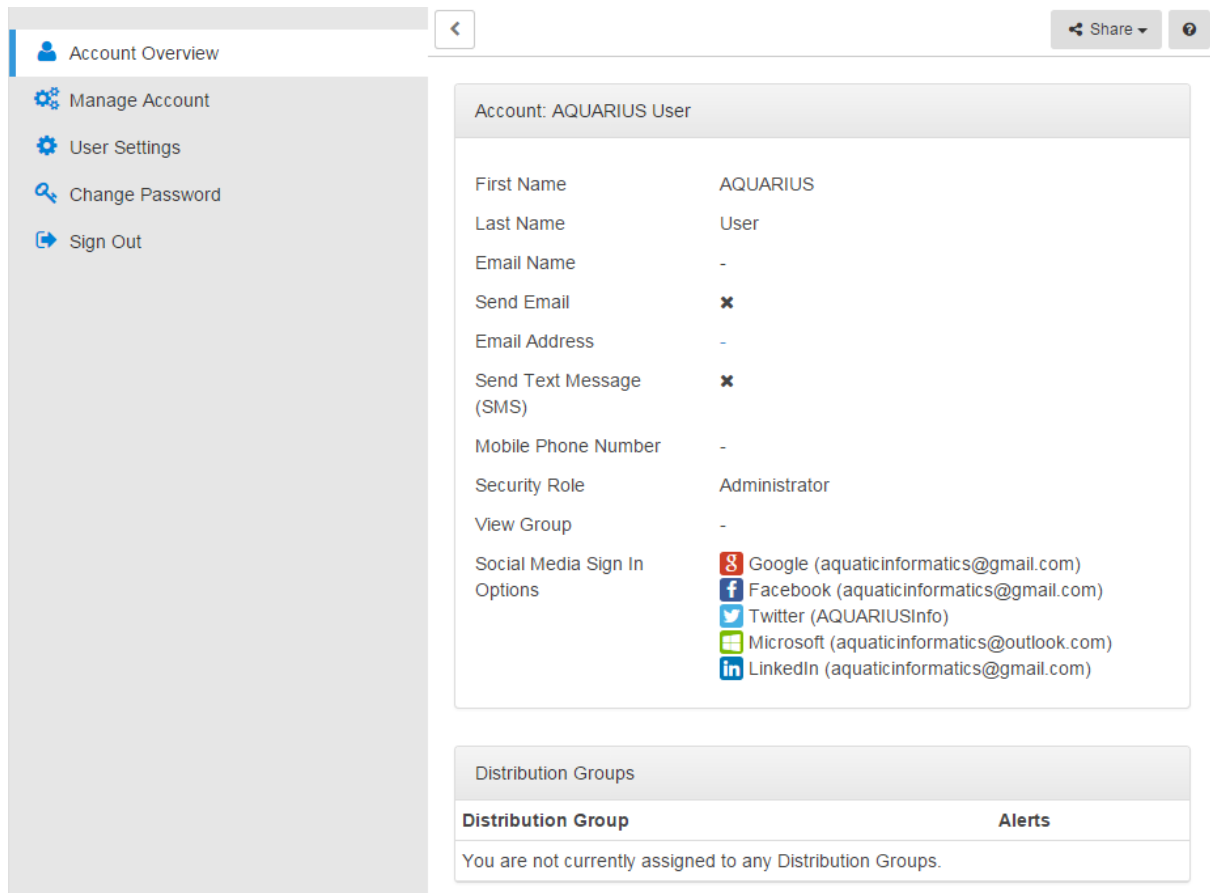 Account Overview
Manage Account
User Settings
Change Password
Sign Out
Share
Account: AQUARIUS User
First Name AQUARIUS
Last Name User
Email Name -
Send Email ✖
Email Address -
Send Text Message ✖
(SMS)
Mobile Phone Number -
Security Role Administrator
View Group -
Social Media Sign In Google (aquaticinformatics@gmail.com)
Options Facebook (aquaticinformatics@gmail.com)
Twitter (AQUARIUSInfo)
Microsoft (aquaticinformatics@outlook.com)
LinkedIn (aquaticinformatics@gmail.com)
Distribution Groups
Distribution Group Alerts
You are not currently assigned to any Distribution Groups.